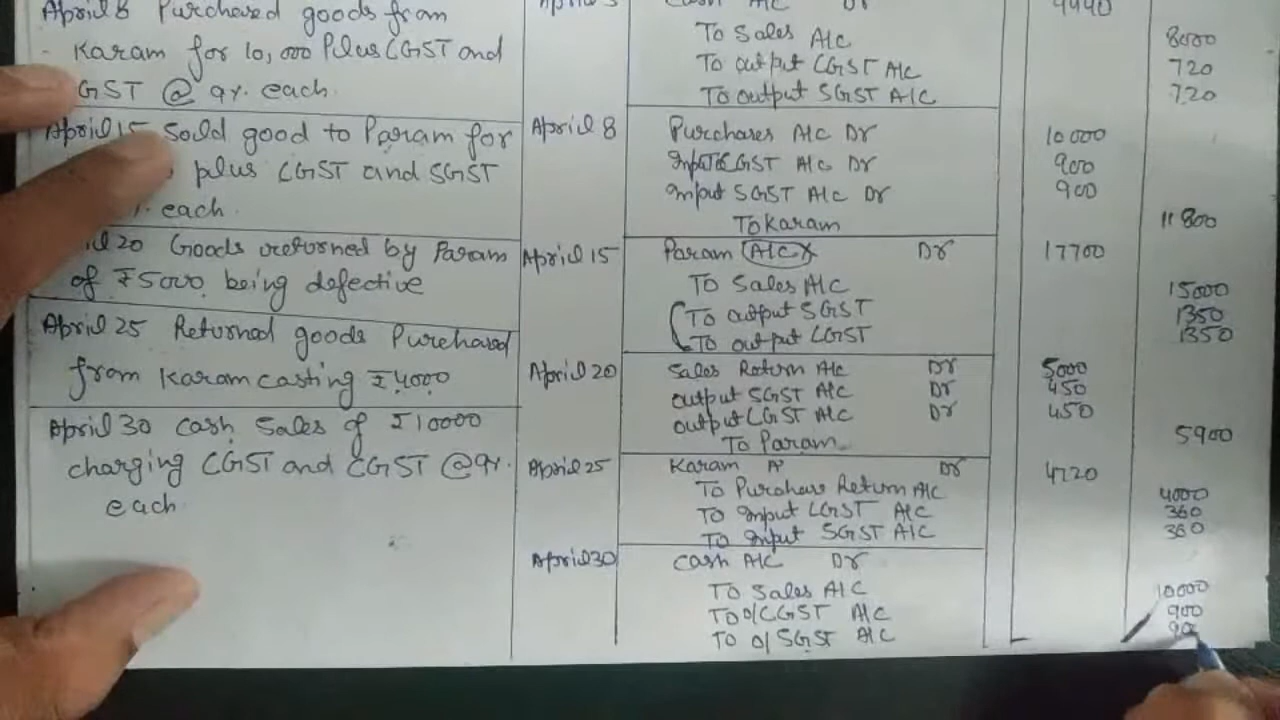 April 8 Purchased goods from
Karam for 10,000 Plus CGST and
GST @ 9%. each.
April 15 Sold good to Param for
plus CGST and SGST
%. each.
20 Goods returned by Param
of ₹5000 being defective
April 25 Returned goods Purchased
from Karam casting ₹4000
April 30 Cash Sales of ₹10000
charging CGST and CGST @9%.
each.
Cash A/C Dr
To Sales A/C 8000
To output CGST A/C 720
To output SGST A/C 720
April 8 Purchases A/C Dr 10000
Input CGST A/C Dr 900
Input SGST A/C Dr 900
To Karam 11800
April 15 Param A/C Dr 17700
To Sales A/C 15000
To output SGST 1350
To output CGST 1350
April 20 Sales Return A/C Dr 5000
output SGST A/C Dr 450
output CGST A/C Dr 450
To Param 5900
April 25 Karam Dr 4720
To Purchase Return A/C 4000
To Input CGST A/C 360
To Input SGST A/C 360
April 30 Cash A/C Dr
To Sales A/C 10000
To O/CGST A/C 900
To O/SGST A/C 90